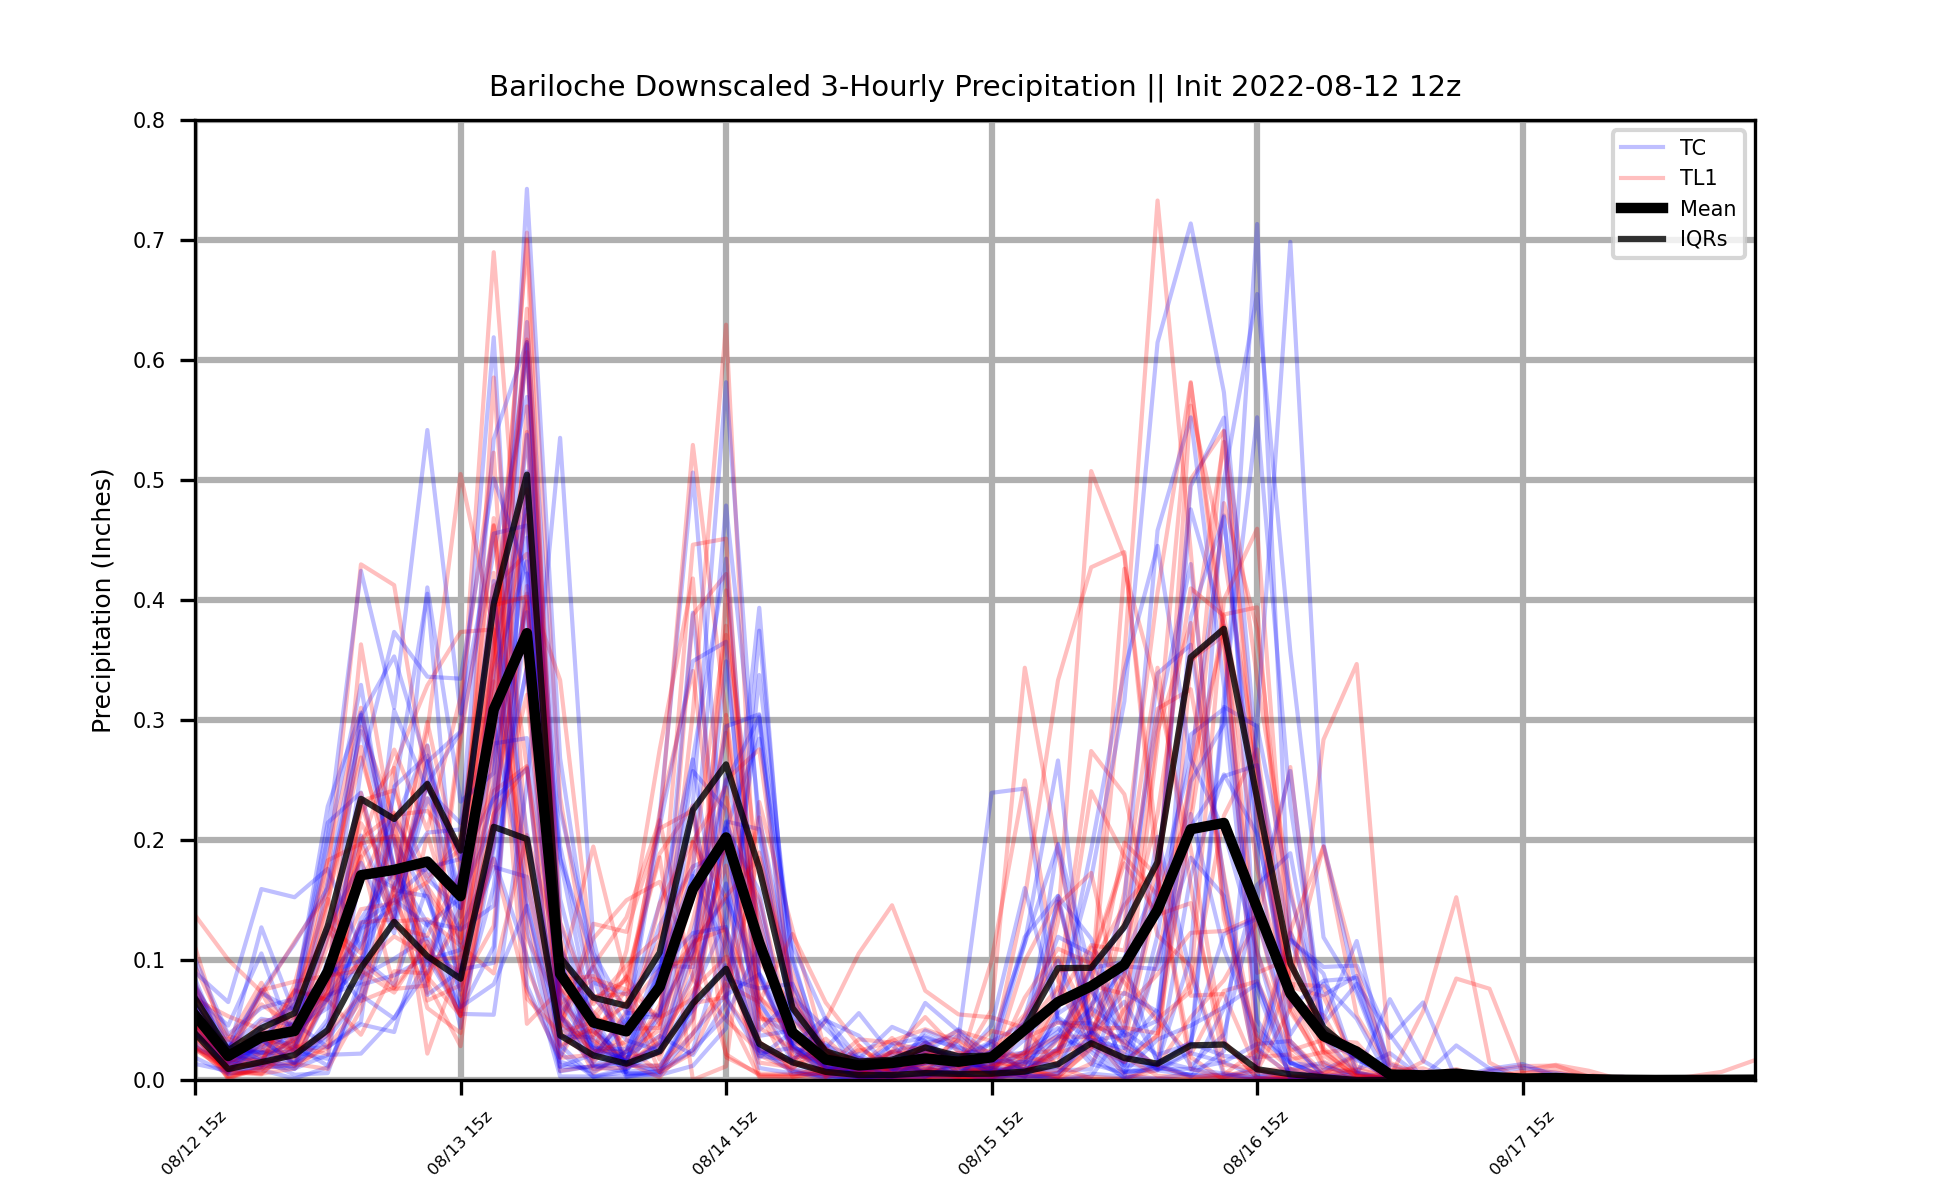 Bariloche Downscaled 3-Hourly Precipitation || Init 2022-08-12 12z
Precipitation (Inches)
0.8
0.7
0.6
0.5
0.4
0.3
0.2
0.1
0.0
TC
TL1
Mean
IQRs
08/12 15z
08/13 15z
08/14 15z
08/15 15z
08/16 15z
08/17 15z